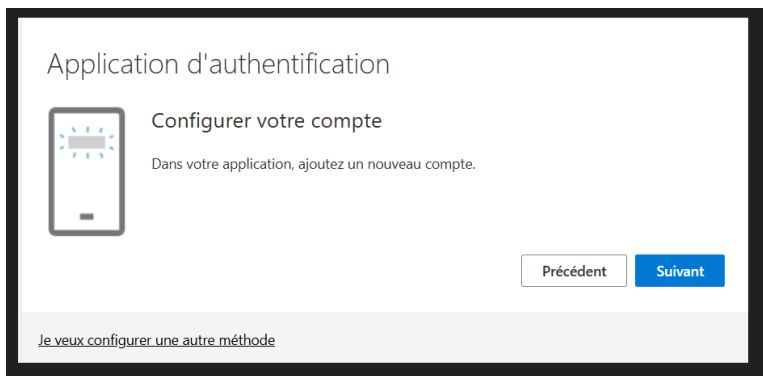 Application d'authentification
Configurer votre compte
Dans votre application, ajoutez un nouveau compte.
Précédent
Suivant
Je veux configurer une autre méthode